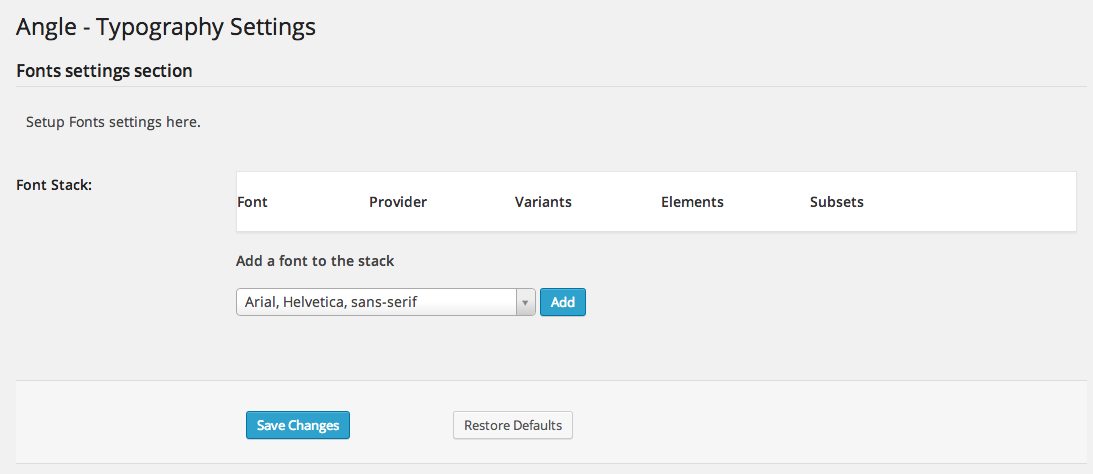 Angle - Typography Settings
Fonts settings section
Setup Fonts settings here.
Font Stack:
Font Provider Variants Elements Subsets
Add a font to the stack
Arial, Helvetica, sans-serif Add
Save Changes Restore Defaults